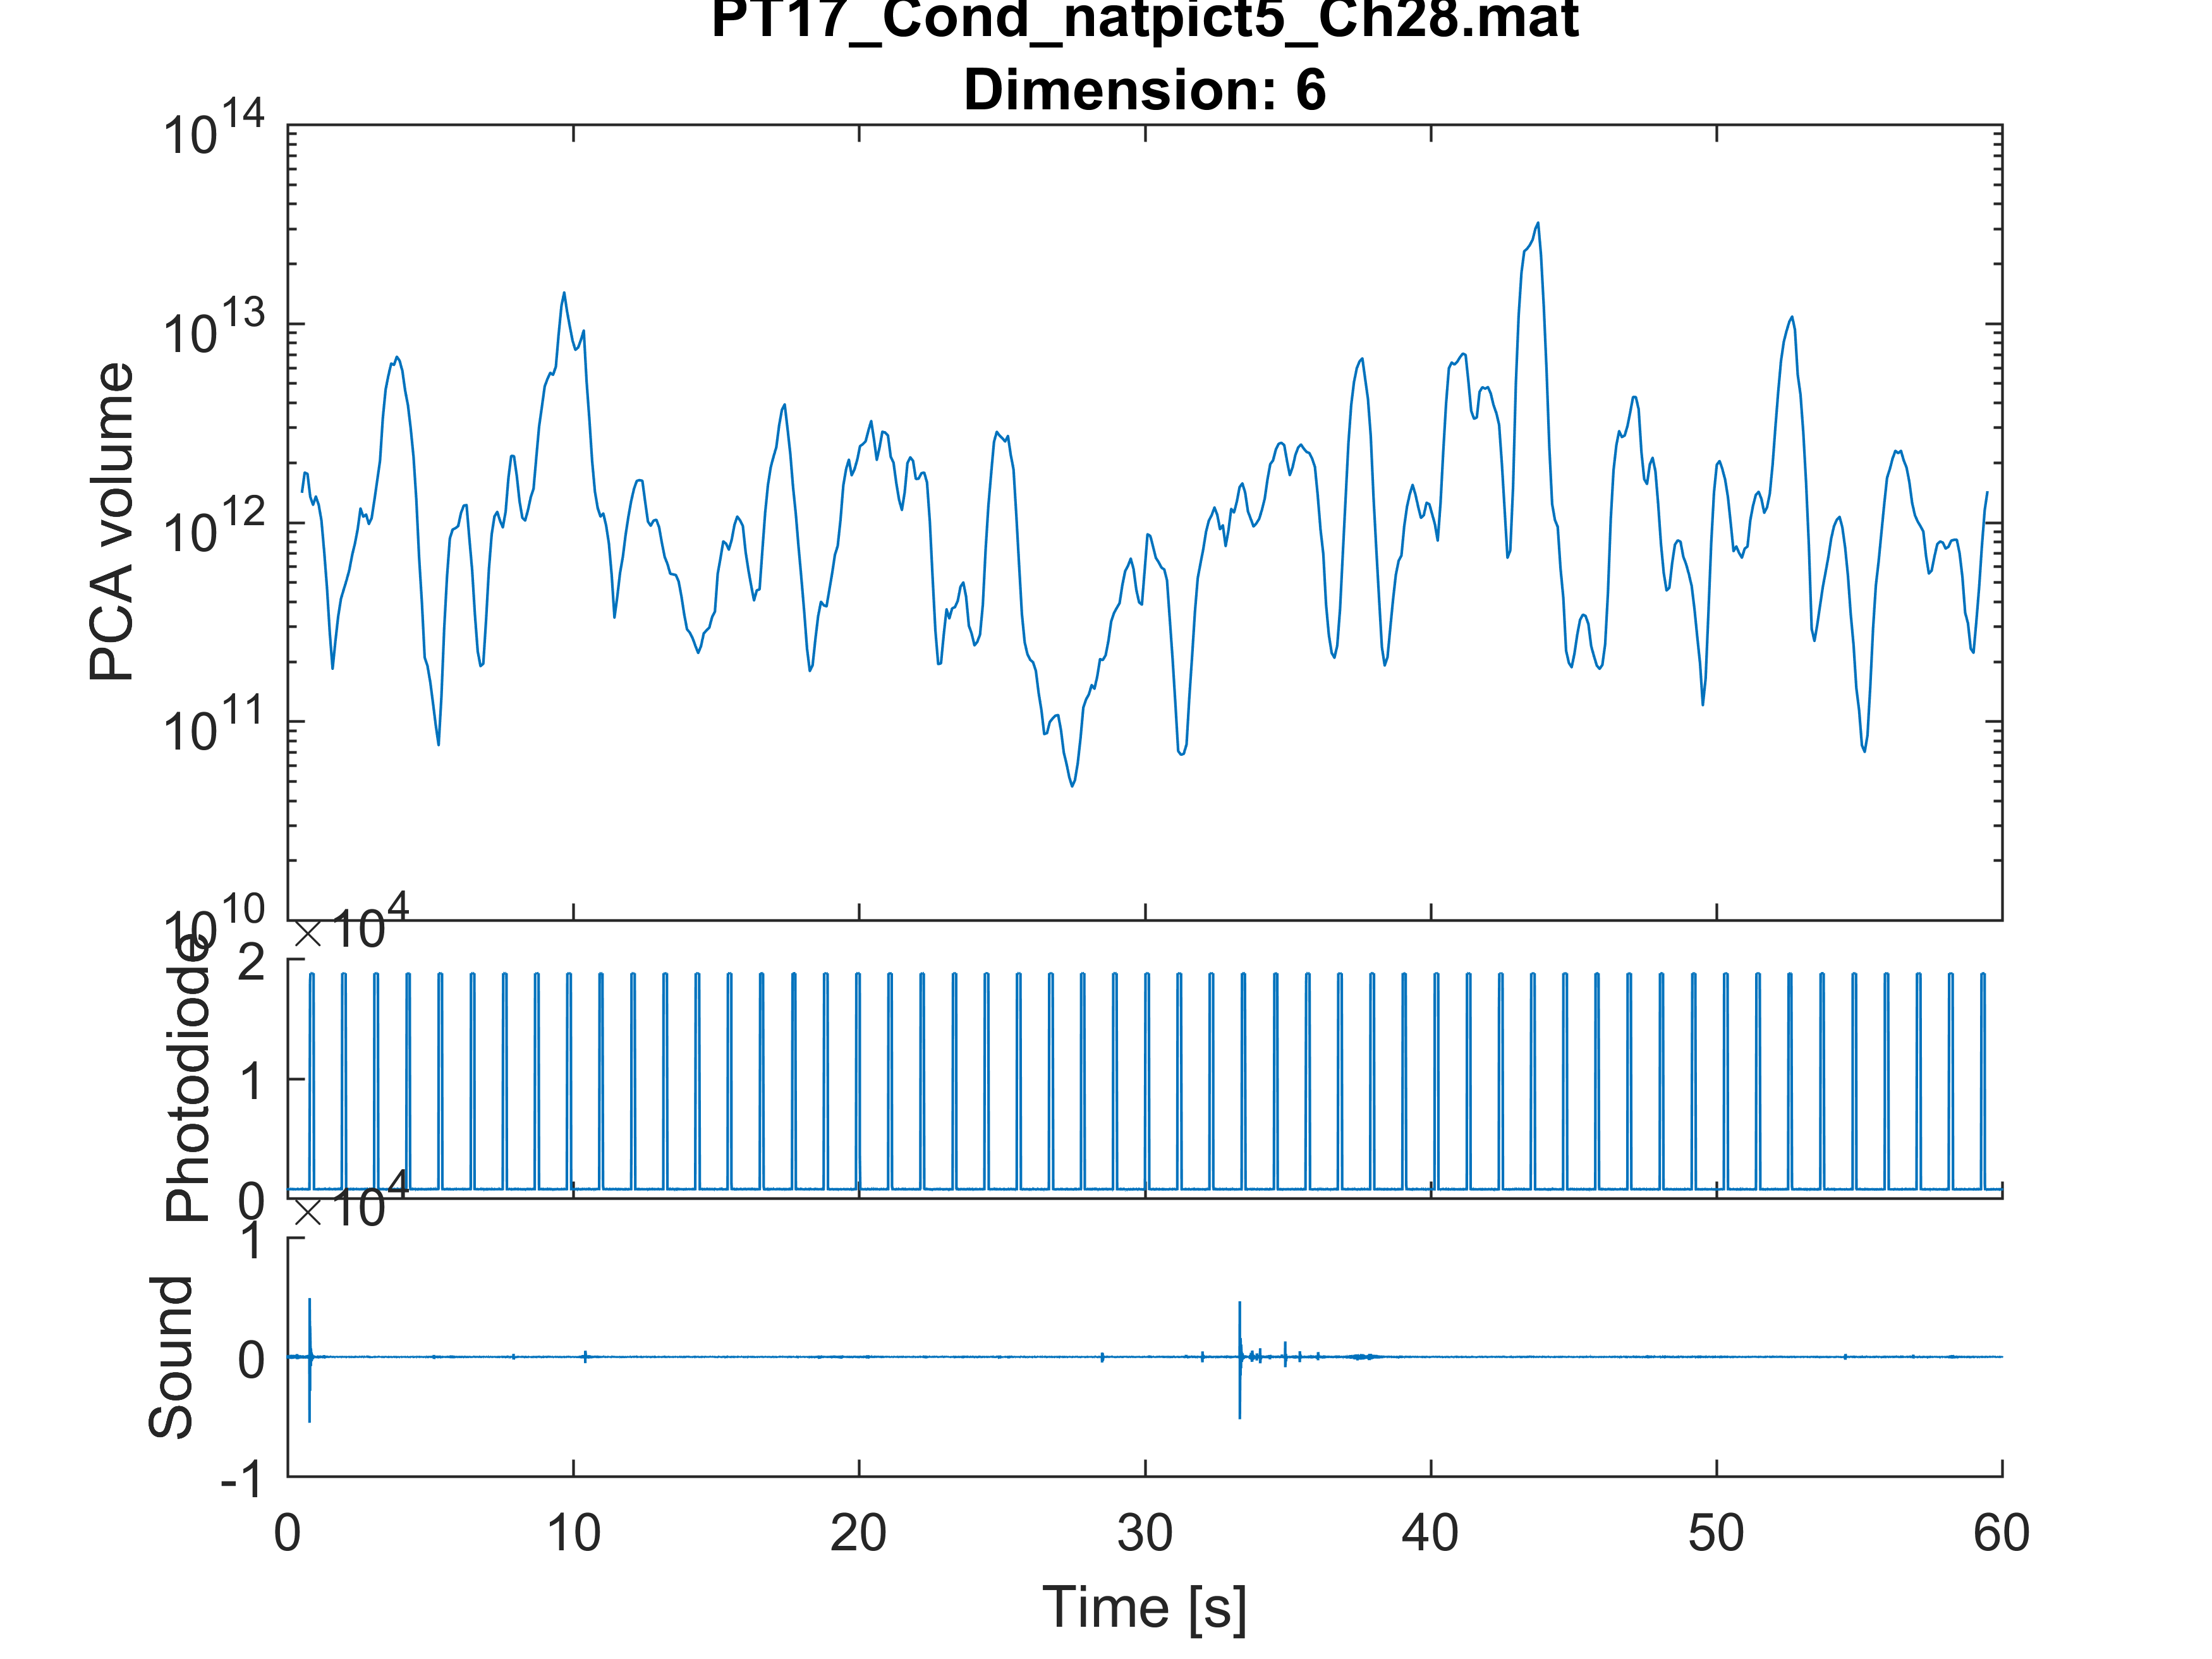 PT17_Cond_natpict5_Ch28.mat
Dimension: 6
10^14
10^13
10^12
10^11
10^10
PCA volume
× 10^4
2
1
0
Photodiode
× 10^4
1
0
-1
Sound
0 10 20 30 40 50 60
Time [s]